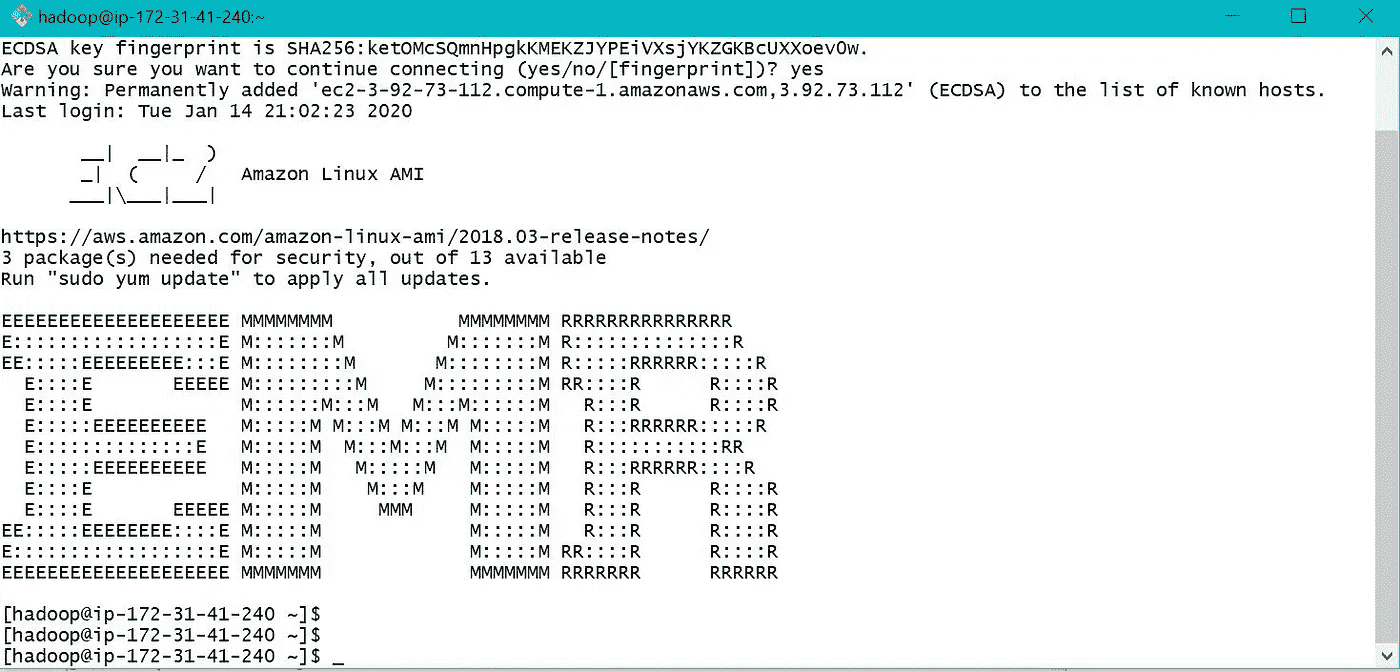 hadoop@ip-172-31-41-240:~
ECDSA key fingerprint is SHA256:ketOMcSQmnHpgkKMEKZJYPEiVXsjYKZGKBcUXXoevOw.
Are you sure you want to continue connecting (yes/no/[fingerprint])? yes
Warning: Permanently added 'ec2-3-92-73-112.compute-1.amazonaws.com,3.92.73.112' (ECDSA) to the list of known hosts.
Last login: Tue Jan 14 21:02:23 2020

       __|  __|_  )
       _|  (     /   Amazon Linux AMI
      ___|\___|___|

https://aws.amazon.com/amazon-linux-ami/2018.03-release-notes/
3 package(s) needed for security, out of 13 available
Run "sudo yum update" to apply all updates.

EEEEEEEEEEEEEEEEEEEE MMMMMMMM           MMMMMMMM RRRRRRRRRRRRRRR
E::::::::::::::::::E M:::::::M         M:::::::M R::::::::::::::R
EE:::::EEEEEEEEE:::E M::::::::M       M::::::::M R:::::RRRRRR:::::R
  E::::E       EEEEE M:::::::::M     M:::::::::M RR::::R      R::::R
  E::::E             M::::::M:::M   M:::M::::::M   R:::R      R::::R
  E:::::EEEEEEEEEE   M:::::M M:::M M:::M M:::::M   R:::RRRRRR:::::R
  E::::::::::::::E   M:::::M  M:::M:::M  M:::::M   R:::::::::::RR
  E:::::EEEEEEEEEE   M:::::M   M:::::M   M:::::M   R:::RRRRRR::::R
  E::::E             M:::::M    M:::M    M:::::M   R:::R      R::::R
  E::::E       EEEEE M:::::M     MMM     M:::::M   R:::R      R::::R
EE:::::EEEEEEEE::::E M:::::M             M:::::M   R:::R      R::::R
E::::::::::::::::::E M:::::M             M:::::M RR::::R      R::::R
EEEEEEEEEEEEEEEEEEEE MMMMMMM             MMMMMMM RRRRRRR      RRRRRR

[hadoop@ip-172-31-41-240 ~]$
[hadoop@ip-172-31-41-240 ~]$
[hadoop@ip-172-31-41-240 ~]$ _